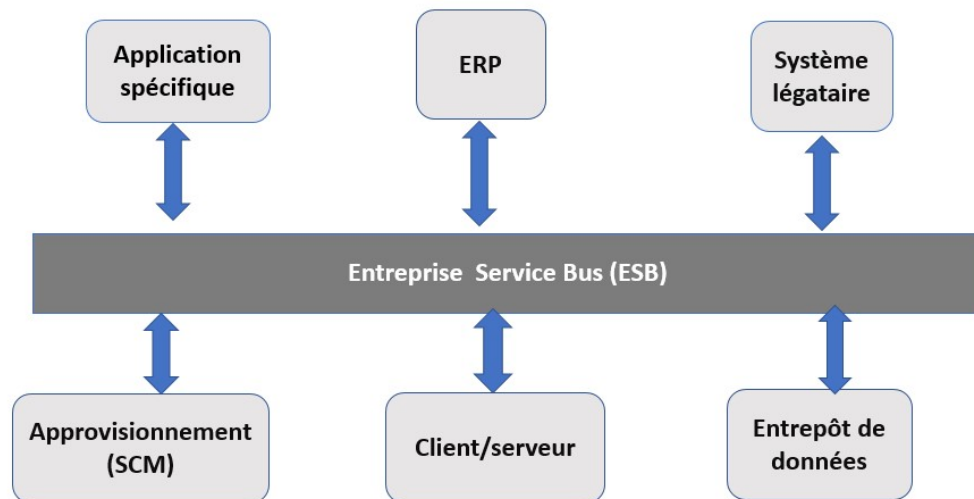 Application
spécifique
ERP
Système
légataire
Entreprise Service Bus (ESB)
Approvisionnement
(SCM)
Client/serveur
Entrepôt de
données